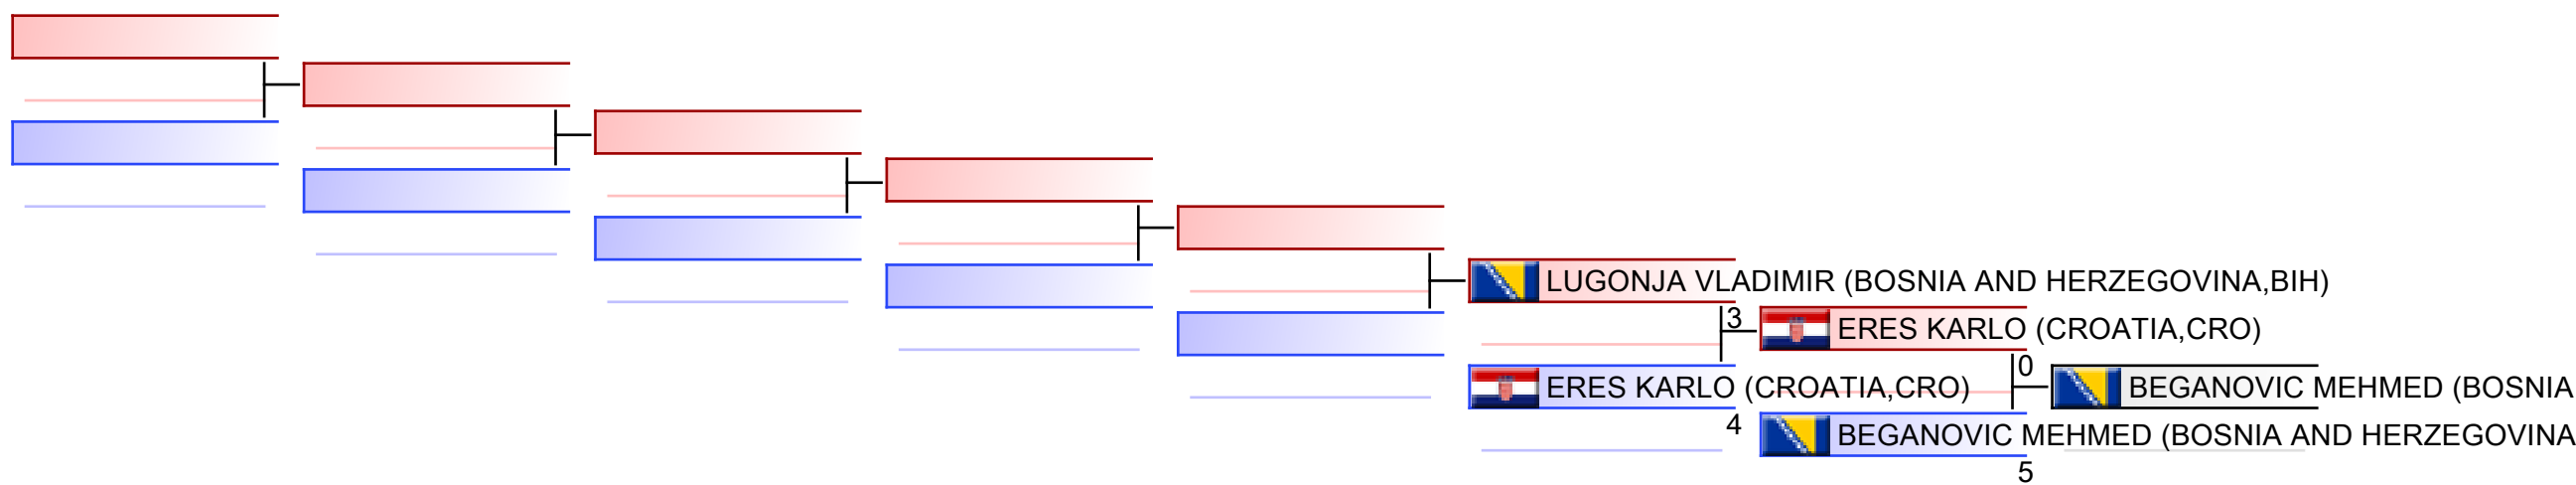 LUGONJA VLADIMIR (BOSNIA AND HERZEGOVINA,BIH)
3
ERES KARLO (CROATIA,CRO)
0
ERES KARLO (CROATIA,CRO)
BEGANOVIC MEHMED (BOSNIA
4
BEGANOVIC MEHMED (BOSNIA AND HERZEGOVINA
5